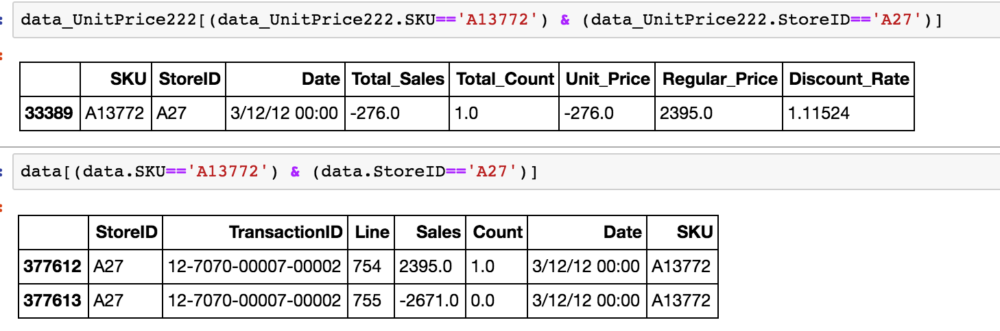 data_UnitPrice222[(data_UnitPrice222.SKU=='A13772') & (data_UnitPrice222.StoreID=='A27')]
SKU StoreID Date Total_Sales Total_Count Unit_Price Regular_Price Discount_Rate
33389 A13772 A27 3/12/12 00:00 -276.0 1.0 -276.0 2395.0 1.11524
data[(data.SKU=='A13772') & (data.StoreID=='A27')]
StoreID TransactionID Line Sales Count Date SKU
377612 A27 12-7070-00007-00002 754 2395.0 1.0 3/12/12 00:00 A13772
377613 A27 12-7070-00007-00002 755 -2671.0 0.0 3/12/12 00:00 A13772